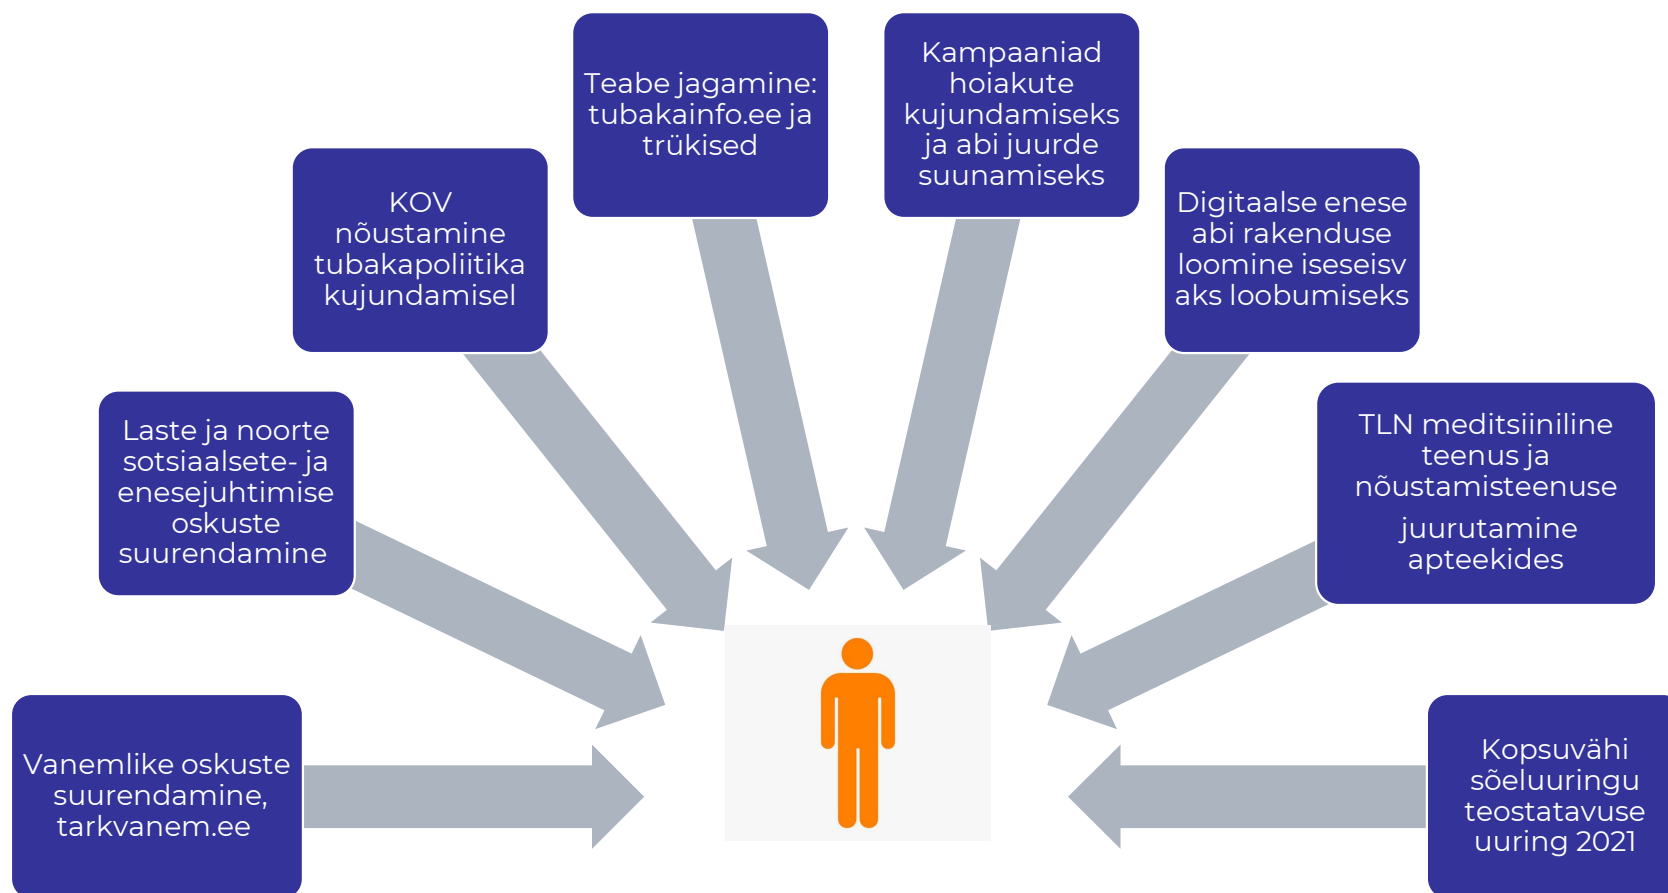 Teabe jagamine:
tubakainfo.ee ja
trükised
Kampaaniad
hoiakute
kujundamiseks
ja abi juurde
suunamiseks
KOV
nõustamine
tubakapoliitika
kujundamisel
Digitaalse enese
abi rakenduse
loomine iseseisv
aks loobumiseks
Laste ja noorte
sotsiaalsete- ja
enesejuhtimise
oskuste
suurendamine
TLN meditsiiniline
teenus ja
nõustamisteenuse
juurutamine
apteekides
Vanemlike oskuste
suurendamine,
tarkvanem.ee
Kopsuvähi
sõeluuringu
teostatavuse
uuring 2021